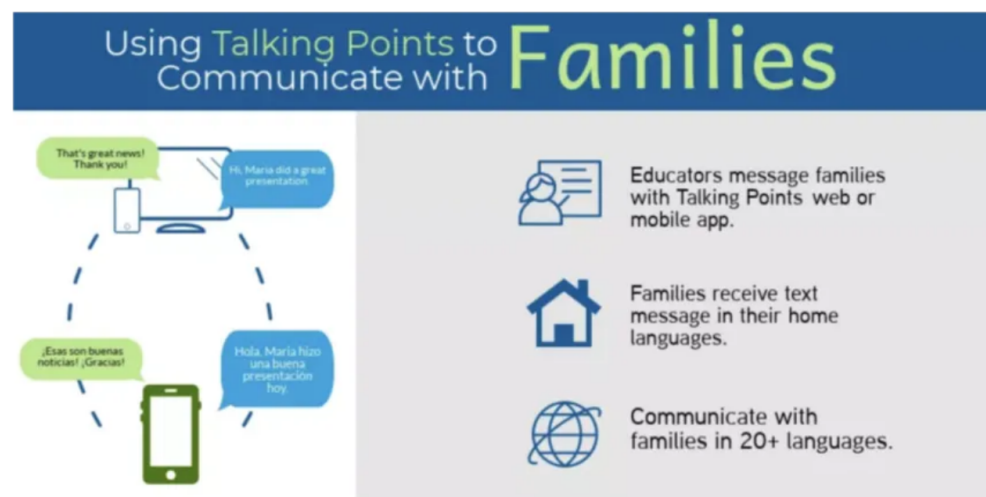 Using Talking Points to
Communicate with
Families
That's great news!
Thank you!
Hi, Maria did a great
presentation.
¡Esas son buenas
noticias! ¡Gracias!
Hola, Maria hizo
una buena
presentación
hoy.
Educators message families
with Talking Points web or
mobile app.
Families receive text
message in their home
languages.
Communicate with
families in 20+ languages.